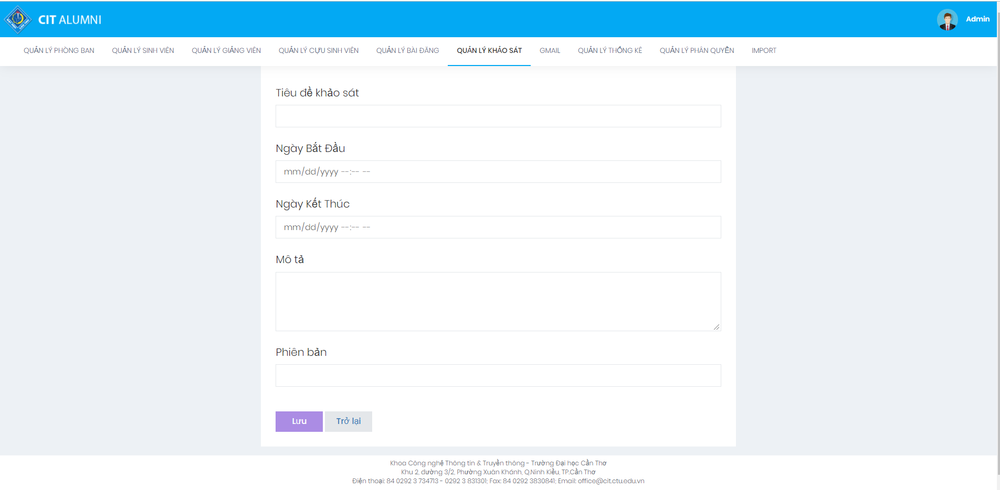 CIT ALUMNI
Admin
QUẢN LÝ PHÒNG BAN QUẢN LÝ SINH VIÊN QUẢN LÝ GIẢNG VIÊN QUẢN LÝ CỰU SINH VIÊN QUẢN LÝ BÀI ĐĂNG QUẢN LÝ KHẢO SÁT GMAIL QUẢN LÝ THỐNG KÊ QUẢN LÝ PHÂN QUYỀN IMPORT
Tiêu đề khảo sát
Ngày Bắt Đầu
mm/dd/yyyy --:-- --
Ngày Kết Thúc
mm/dd/yyyy --:-- --
Mô tả
Phiên bản
Lưu Trở lại
Khoa Công nghệ Thông tin & Truyền thông - Trường Đại học Cần Thơ
Khu 2, đường 3/2, Phường Xuân Khánh, Q.Ninh Kiều, TP.Cần Thơ
Điện thoại: 84 0292 3 734713 - 0292 3 831301; Fax: 84 0292 3830841; Email: office@cit.ctu.edu.vn